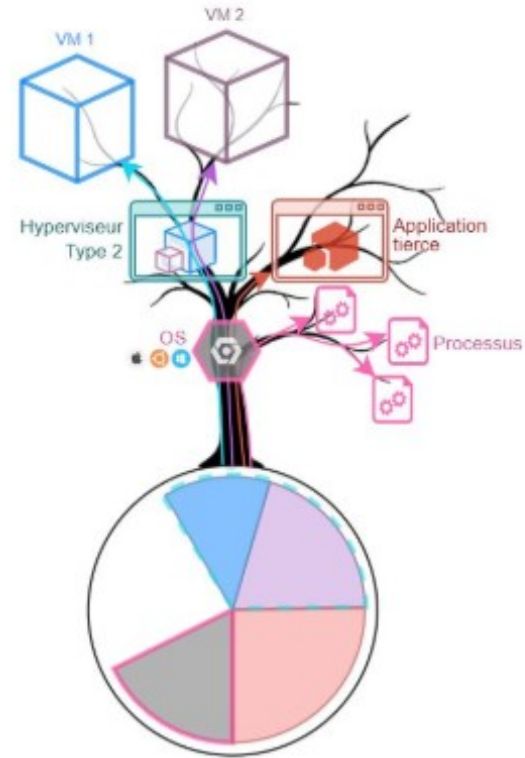 VM 1
VM 2
Hyperviseur
Type 2
Application
tierce
OS
Processus